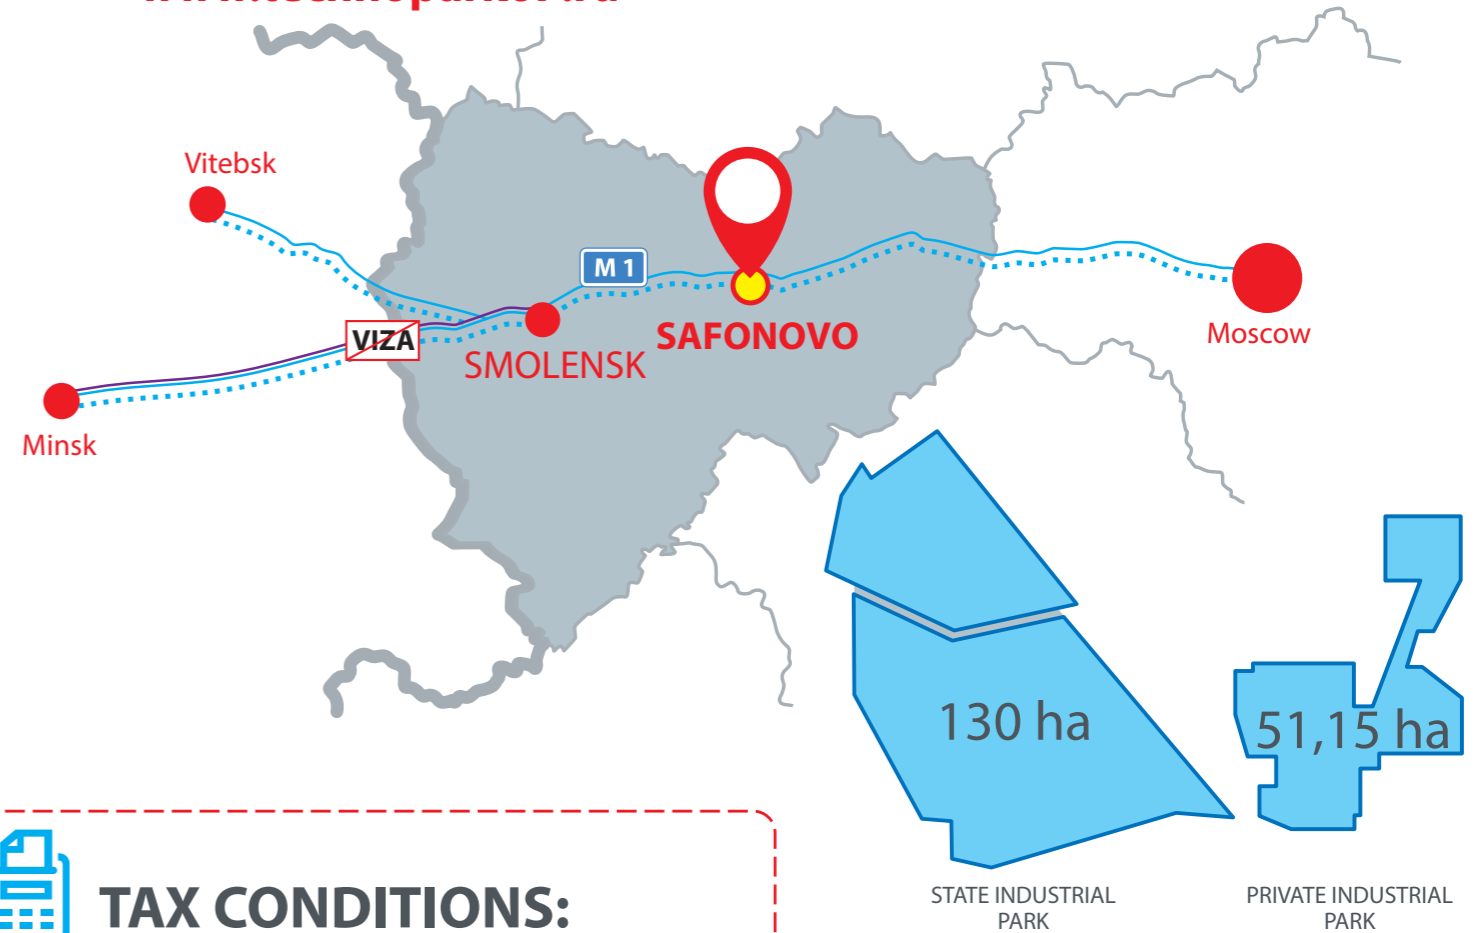 Vitebsk
M 1
VIZA
SMOLENSK
SAFONOVO
Moscow
Minsk
130 ha
51,15 ha
TAX CONDITIONS:
STATE INDUSTRIAL
PARK
PRIVATE INDUSTRIAL
PARK